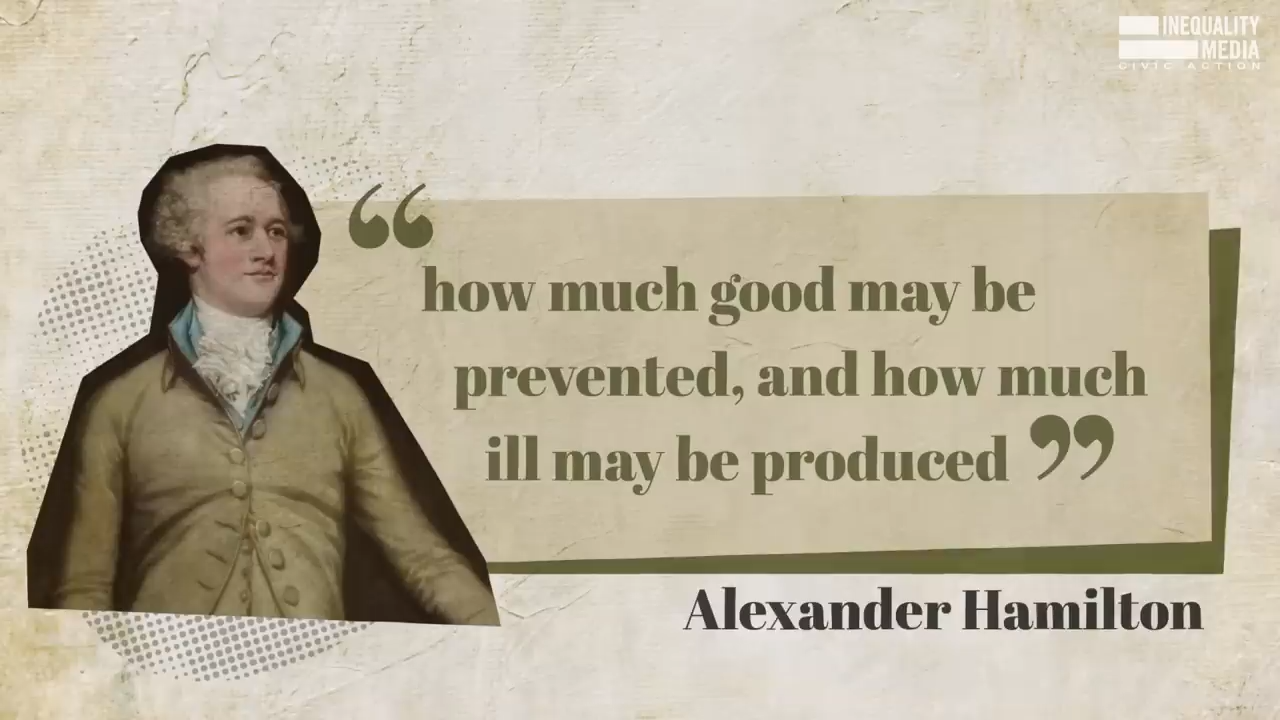 INEQUALITY
MEDIA
CIVIC ACTION
“how much good may be
prevented, and how much
ill may be produced”
Alexander Hamilton